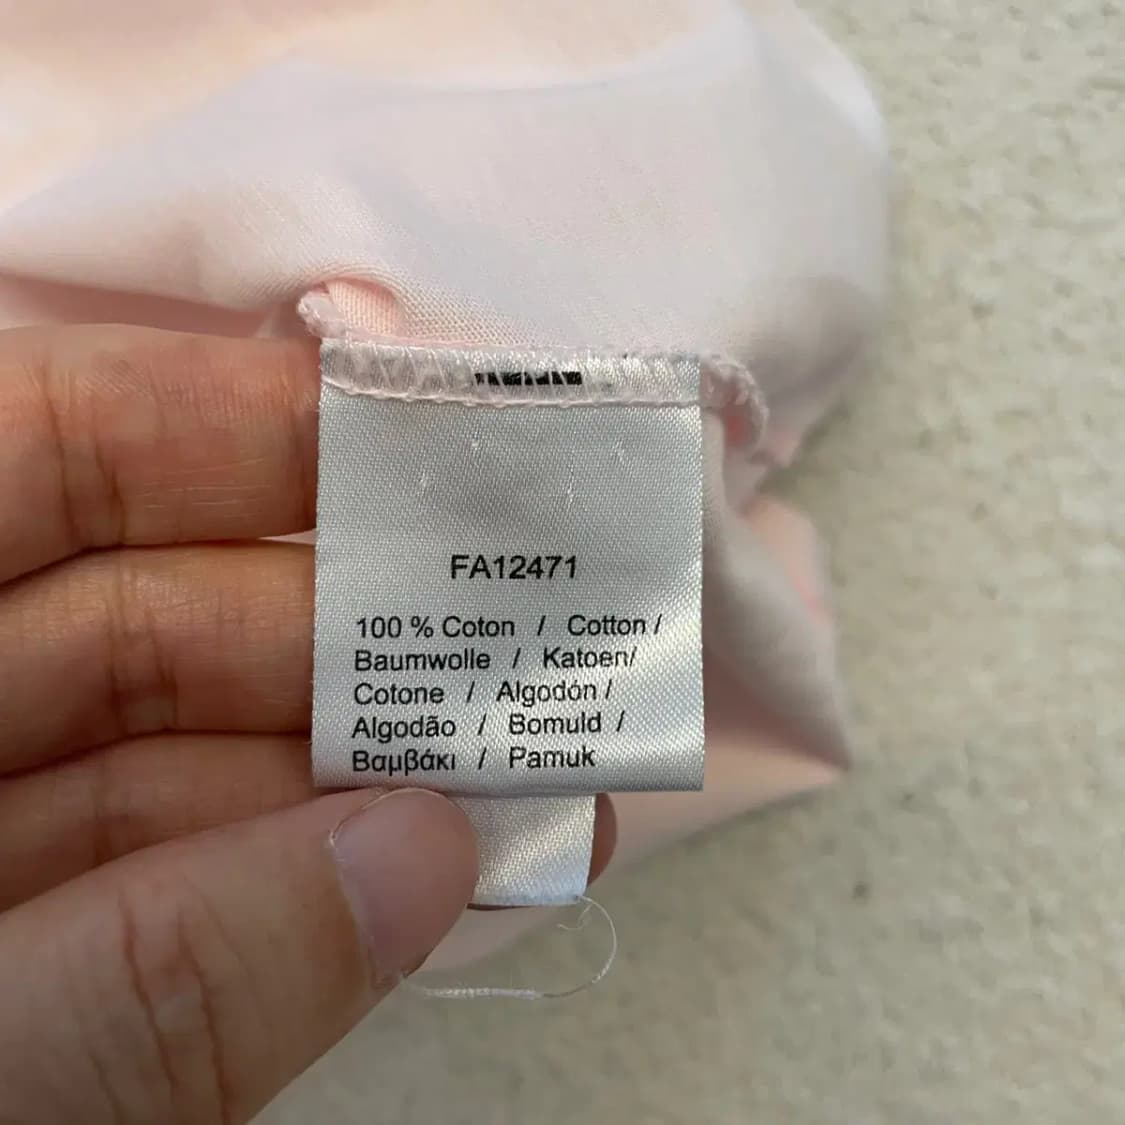 FA12471
100 % Coton / Cotton /
Baumwolle / Katoen/
Cotone / Algodón /
Algodão / Bomuld /
Βαμβάκι / Pamuk